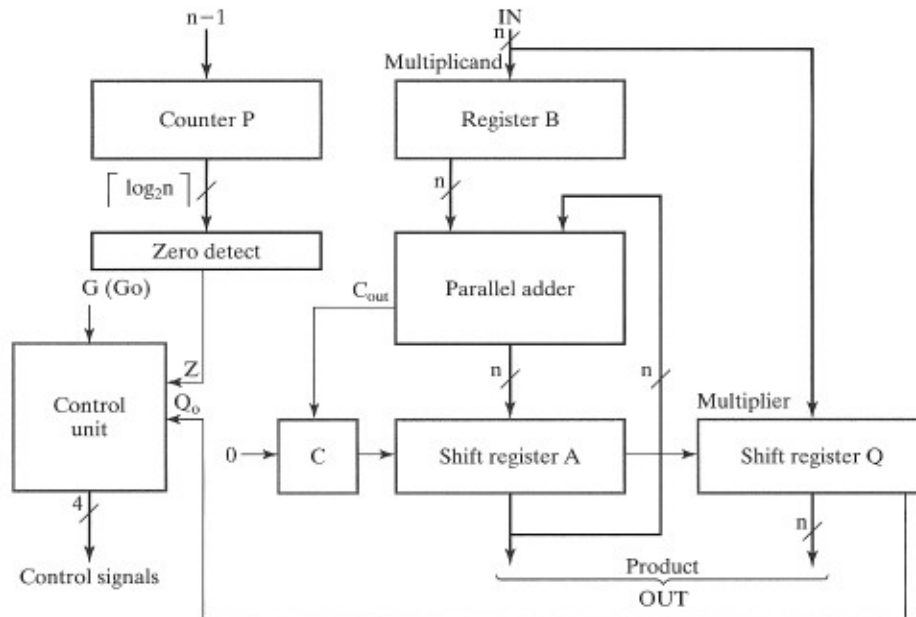 n−1
IN
n
Multiplicand
Counter P
Register B
⌈ log₂n ⌉
n
Zero detect
G (Go)
Parallel adder
Cout
Z
n
n
Qo
Multiplier
Control
unit
0
C
Shift register A
Shift register Q
4
n
Control signals
Product
OUT